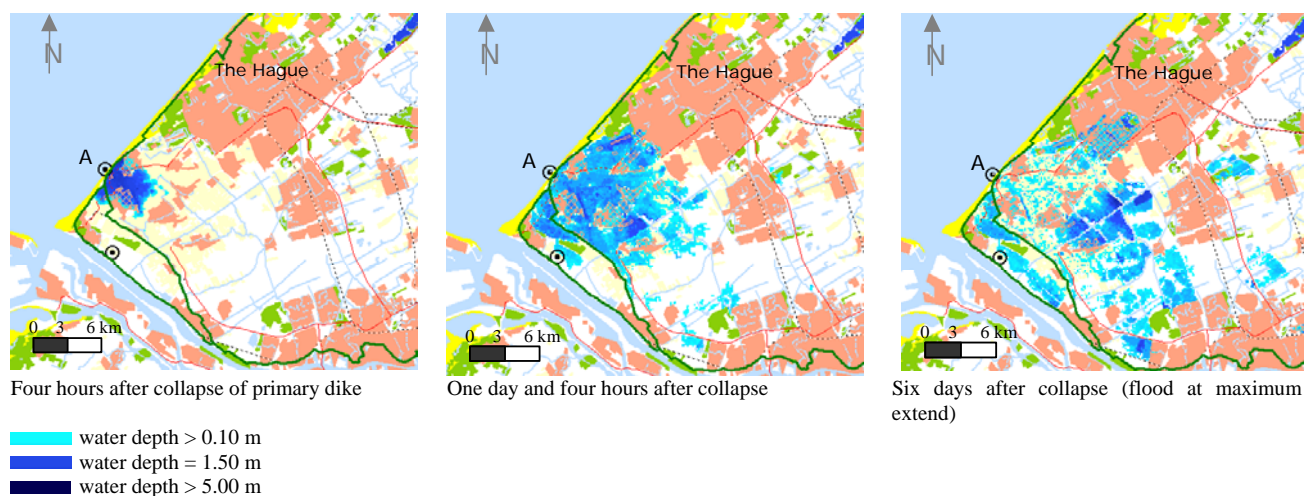 N
The Hague
A
0 3 6 km
N
The Hague
A
0 3 6 km
N
The Hague
A
0 3 6 km
Four hours after collapse of primary dike
One day and four hours after collapse
Six days after collapse (flood at maximum
extend)
water depth > 0.10 m
water depth = 1.50 m
water depth > 5.00 m